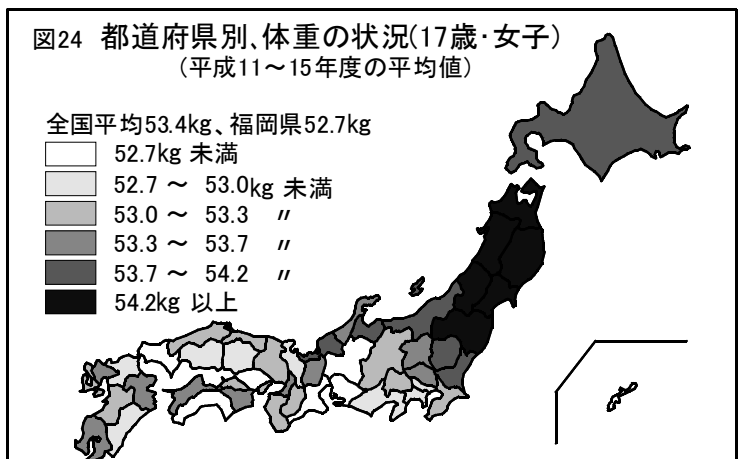 図24 都道府県別、体重の状況(17歳・女子)
(平成11～15年度の平均値)
全国平均53.4kg、福岡県52.7kg
52.7kg 未満
52.7 ～ 53.0kg 未満
53.0 ～ 53.3 〃
53.3 ～ 53.7 〃
53.7 ～ 54.2 〃
54.2kg 以上